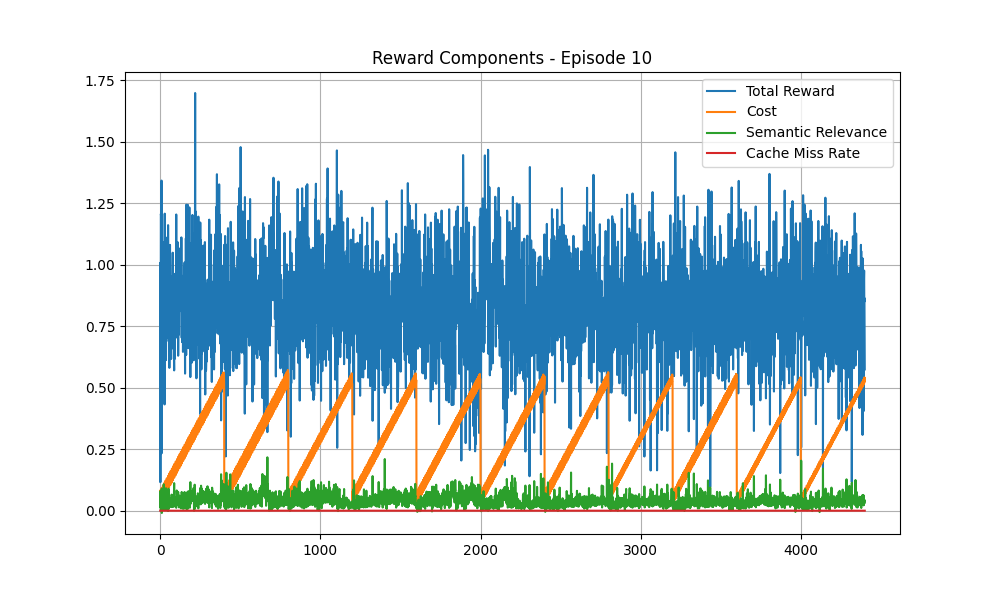 Reward Components - Episode 10
1.75
1.50
1.25
1.00
0.75
0.50
0.25
0.00
0
1000
2000
3000
4000
Total Reward
Cost
Semantic Relevance
Cache Miss Rate